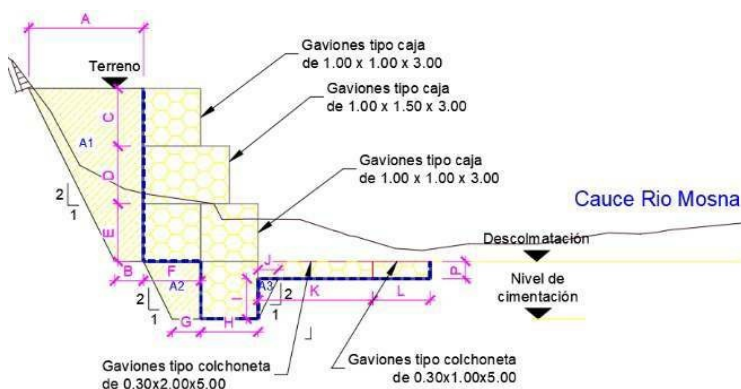 A
Terreno
Gaviones tipo caja
de 1.00 x 1.00 x 3.00
Gaviones tipo caja
de 1.00 x 1.50 x 3.00
C
A1
D
Gaviones tipo caja
de 1.00 x 1.00 x 3.00
2
1
Cauce Rio Mosna
E
Descolmatación
B
F
J
P
A2
I
A3
2
1
K
L
2
1
Nivel de
cimentación
G
H
Gaviones tipo colchoneta
de 0.30x2.00x5.00
Gaviones tipo colchoneta
de 0.30x1.00x5.00